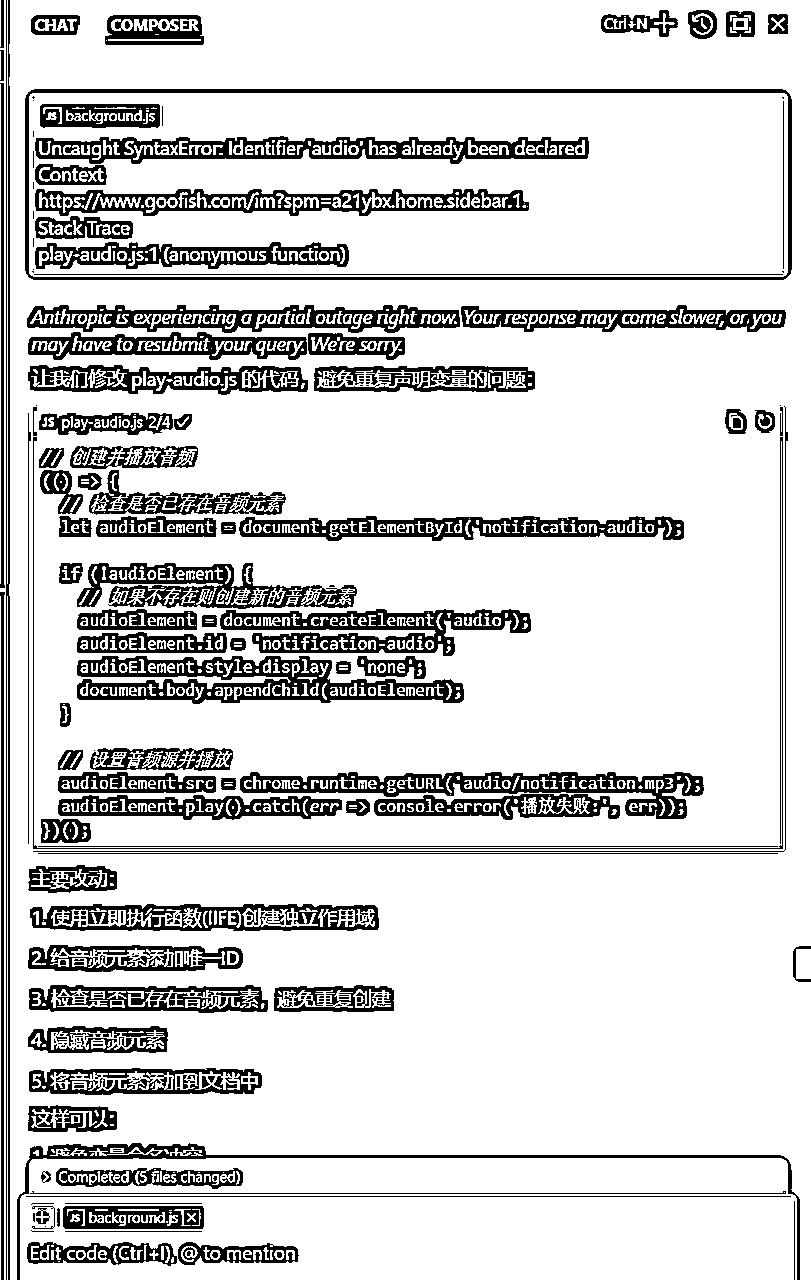 CHAT COMPOSER Ctrl+N
JS background.js
Uncaught SyntaxError: Identifier 'audio' has already been declared
Context
https://www.goofish.com/im?spm=a21ybx.home.sidebar.1.
Stack Trace
play-audio.js:1 (anonymous function)
Anthropic is experiencing a partial outage right now. Your response may come slower, or you
may have to resubmit your query. We're sorry.
让我们修改 play-audio.js 的代码，避免重复声明变量的问题：
JS play-audio.js 2/4
// 创建并播放音频
(() => {
// 检查是否已存在音频元素
let audioElement = document.getElementById('notification-audio');
if (!audioElement) {
// 如果不存在则创建新的音频元素
audioElement = document.createElement('audio');
audioElement.id = 'notification-audio';
audioElement.style.display = 'none';
document.body.appendChild(audioElement);
}
// 设置音频源并播放
audioElement.src = chrome.runtime.getURL('audio/notification.mp3');
audioElement.play().catch(err => console.error('播放失败:', err));
})();
主要改动：
1. 使用立即执行函数(IIFE)创建独立作用域
2. 给音频元素添加唯一ID
3. 检查是否已存在音频元素，避免重复创建
4. 隐藏音频元素
5. 将音频元素添加到文档中
这样可以：
1. 避免变量命名冲突
Completed (5 files changed)
JS background.js
Edit code (Ctrl+I), @ to mention